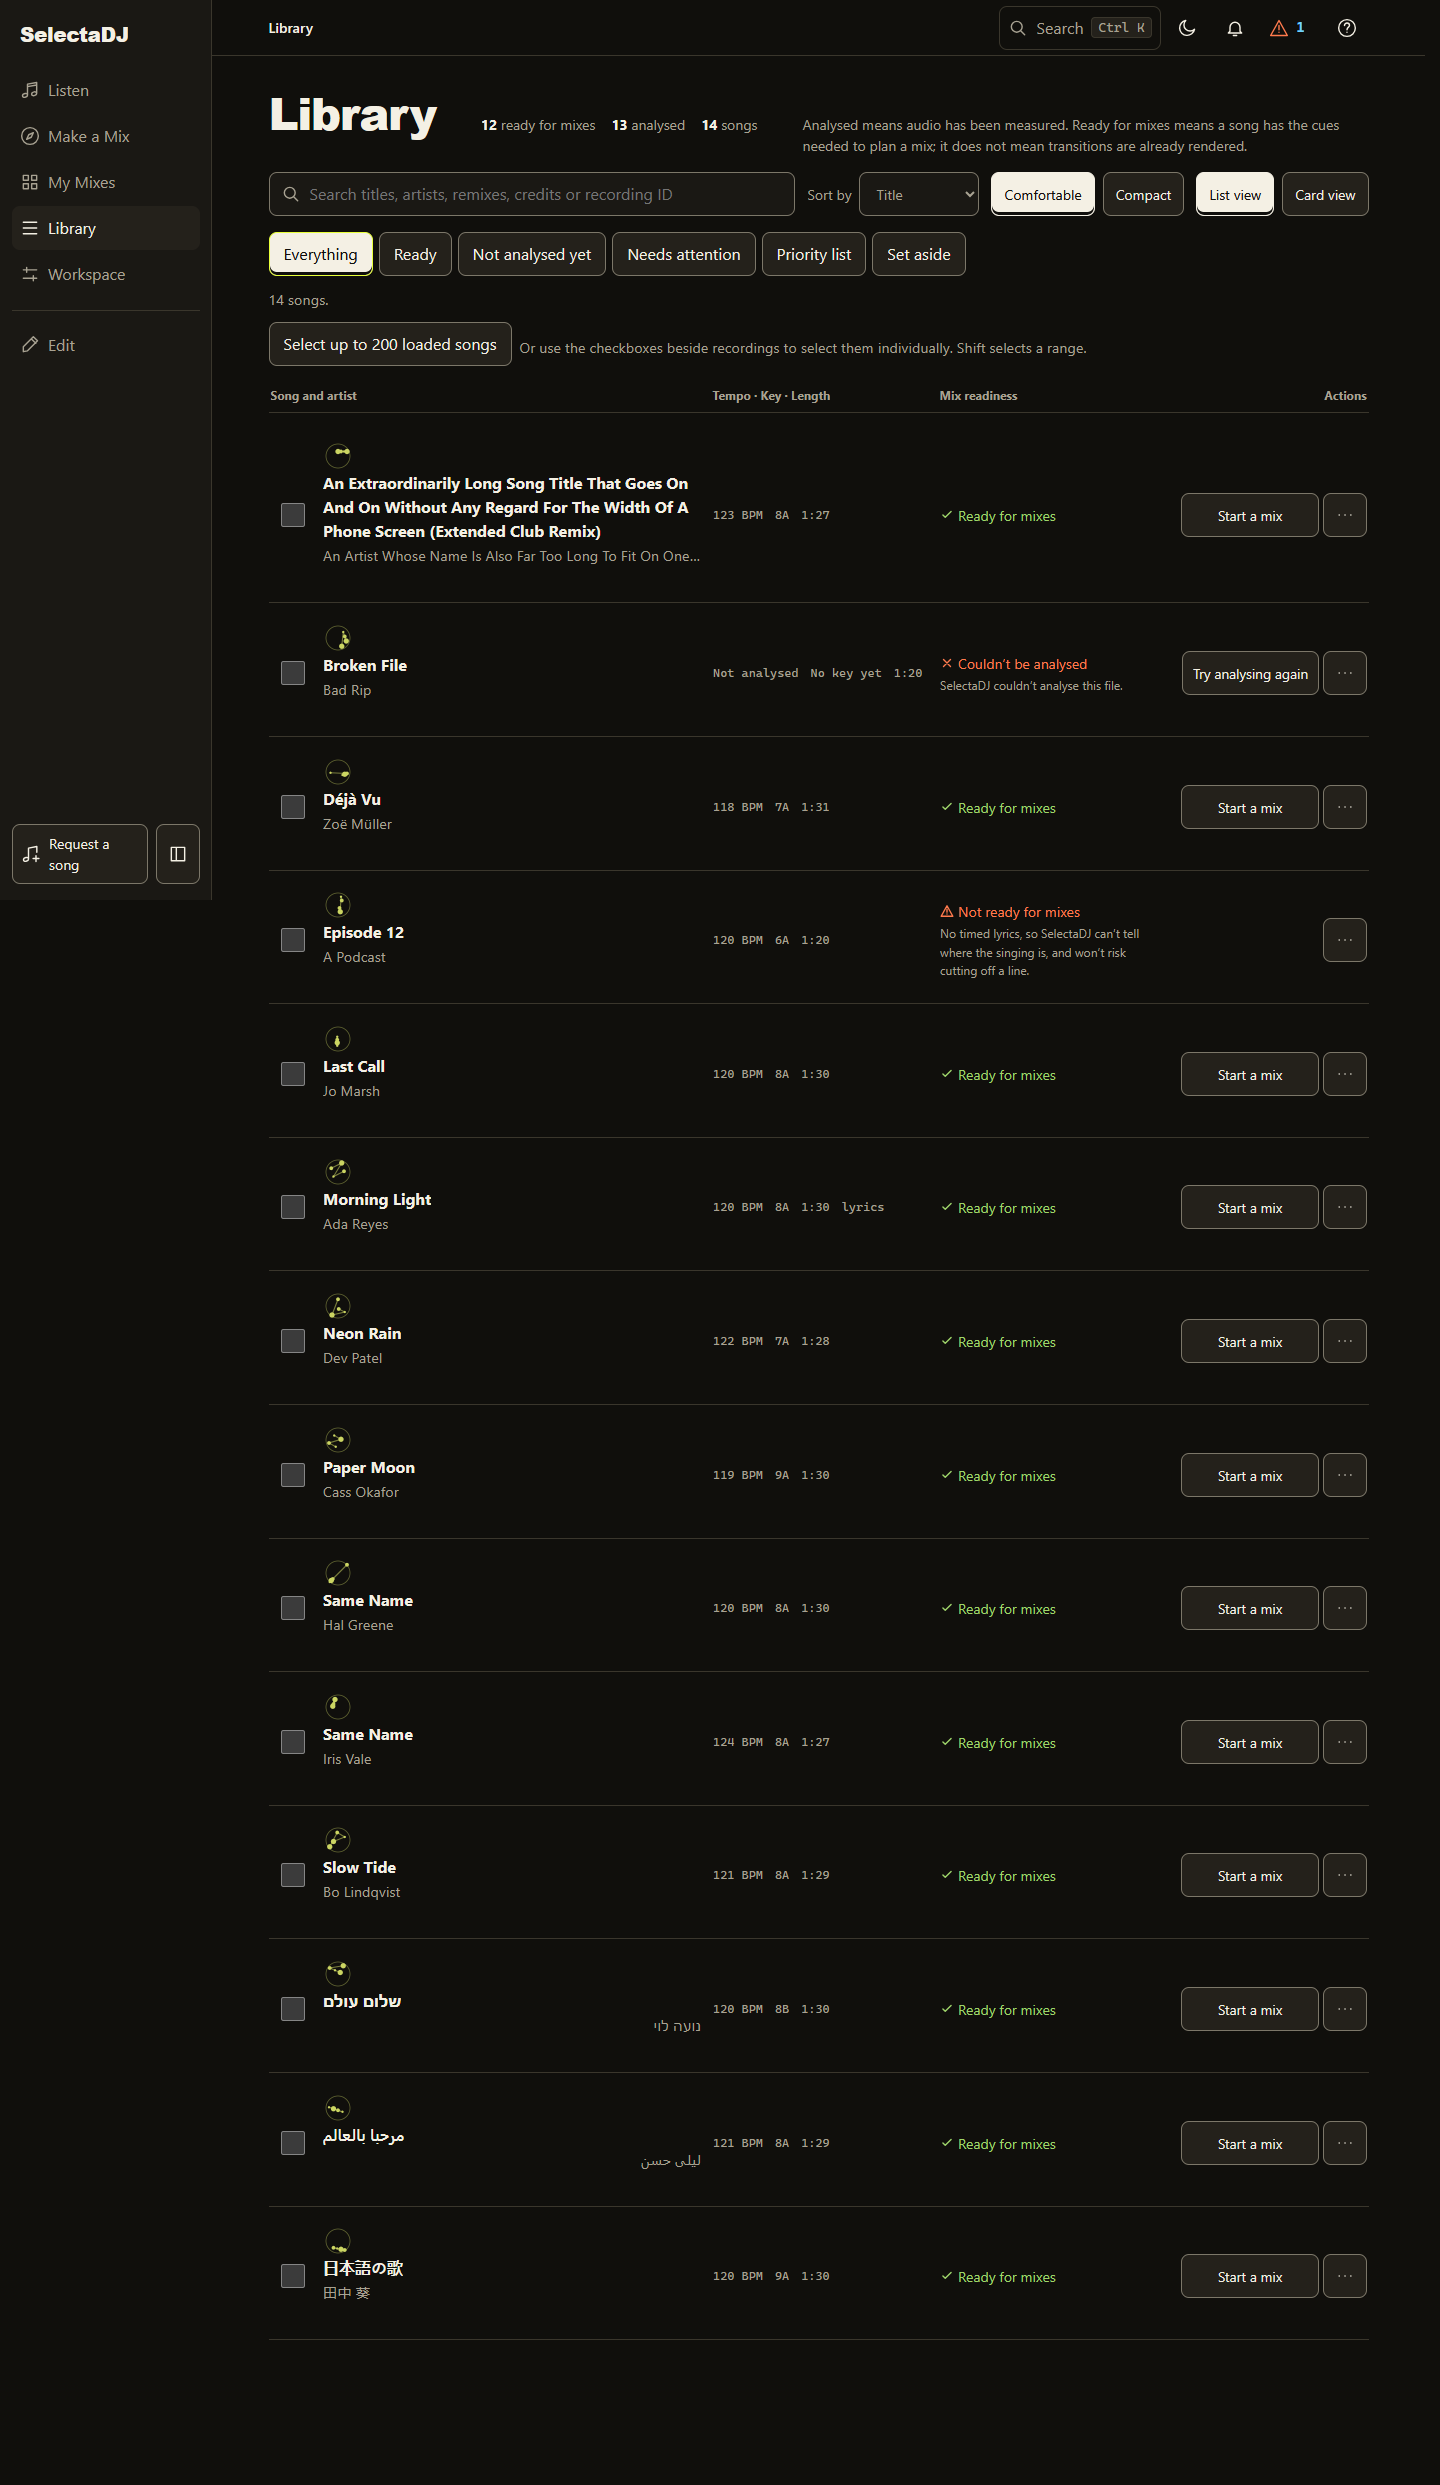 SelectaDJ
Listen
Make a Mix
My Mixes
Library
Workspace
Edit
Request a
song
Library
Search Ctrl K
1
Library
12 ready for mixes 13 analysed 14 songs
Analysed means audio has been measured. Ready for mixes means a song has the cues
needed to plan a mix; it does not mean transitions are already rendered.
Search titles, artists, remixes, credits or recording ID
Sort by Title Comfortable Compact List view Card view
Everything Ready Not analysed yet Needs attention Priority list Set aside
14 songs.
Select up to 200 loaded songs Or use the checkboxes beside recordings to select them individually. Shift selects a range.
Song and artist Tempo · Key · Length Mix readiness Actions
An Extraordinarily Long Song Title That Goes On
And On Without Any Regard For The Width Of A
Phone Screen (Extended Club Remix)
An Artist Whose Name Is Also Far Too Long To Fit On One...
123 BPM 8A 1:27 Ready for mixes Start a mix ...
Broken File
Bad Rip
Not analysed No key yet 1:20
Couldn't be analysed
SelectaDJ couldn't analyse this file.
Try analysing again ...
Déjà Vu
Zoë Müller
118 BPM 7A 1:31 Ready for mixes Start a mix ...
Episode 12
A Podcast
120 BPM 6A 1:20
Not ready for mixes
No timed lyrics, so SelectaDJ can't tell
where the singing is, and won't risk
cutting off a line.
...
Last Call
Jo Marsh
120 BPM 8A 1:30 Ready for mixes Start a mix ...
Morning Light
Ada Reyes
120 BPM 8A 1:30 lyrics Ready for mixes Start a mix ...
Neon Rain
Dev Patel
122 BPM 7A 1:28 Ready for mixes Start a mix ...
Paper Moon
Cass Okafor
119 BPM 9A 1:30 Ready for mixes Start a mix ...
Same Name
Hal Greene
120 BPM 8A 1:30 Ready for mixes Start a mix ...
Same Name
Iris Vale
124 BPM 8A 1:27 Ready for mixes Start a mix ...
Slow Tide
Bo Lindqvist
121 BPM 8A 1:29 Ready for mixes Start a mix ...
שלום עולם
נועה לוי
120 BPM 8B 1:30 Ready for mixes Start a mix ...
مرحبا بالعالم
ليلى حسن
121 BPM 8A 1:29 Ready for mixes Start a mix ...
日本語の歌
田中 葵
120 BPM 9A 1:30 Ready for mixes Start a mix ...